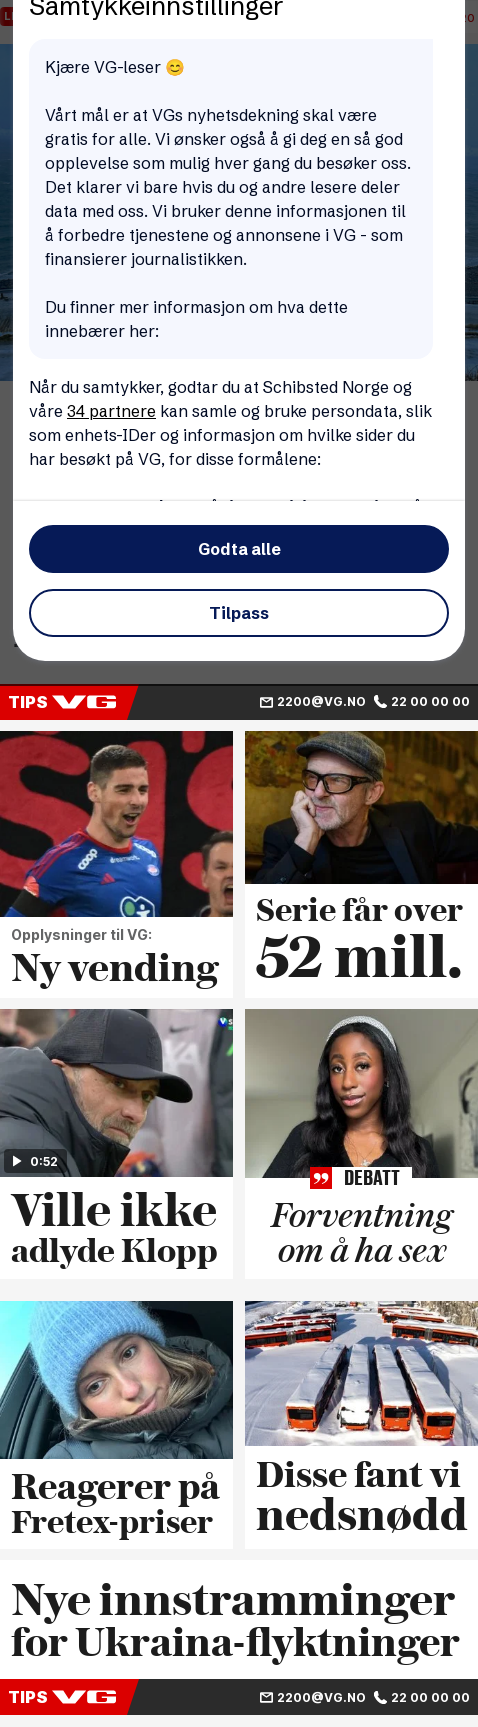 Samtykkeinnstillinger
Kjære VG-leser 😊
Vårt mål er at VGs nyhetsdekning skal være
gratis for alle. Vi ønsker også å gi deg en så god
opplevelse som mulig hver gang du besøker oss.
Det klarer vi bare hvis du og andre lesere deler
data med oss. Vi bruker denne informasjonen til
å forbedre tjenestene og annonsene i VG - som
finansierer journalistikken.
Du finner mer informasjon om hva dette
innebærer her:
Når du samtykker, godtar du at Schibsted Norge og
våre 34 partnere kan samle og bruke persondata, slik
som enhets-IDer og informasjon om hvilke sider du
har besøkt på VG, for disse formålene:
Godta alle
Tilpass
TIPS VG 2200@VG.NO 22 00 00 00
coop
Opplysninger til VG:
Ny vending
Serie får over
52 mill.
0:52
Ville ikke
adlyde Klopp
DEBATT
Forventning
om å ha sex
Reagerer på
Fretex-priser
Disse fant vi
nedsnødd
Nye innstramminger
for Ukraina-flyktninger
TIPS VG 2200@VG.NO 22 00 00 00